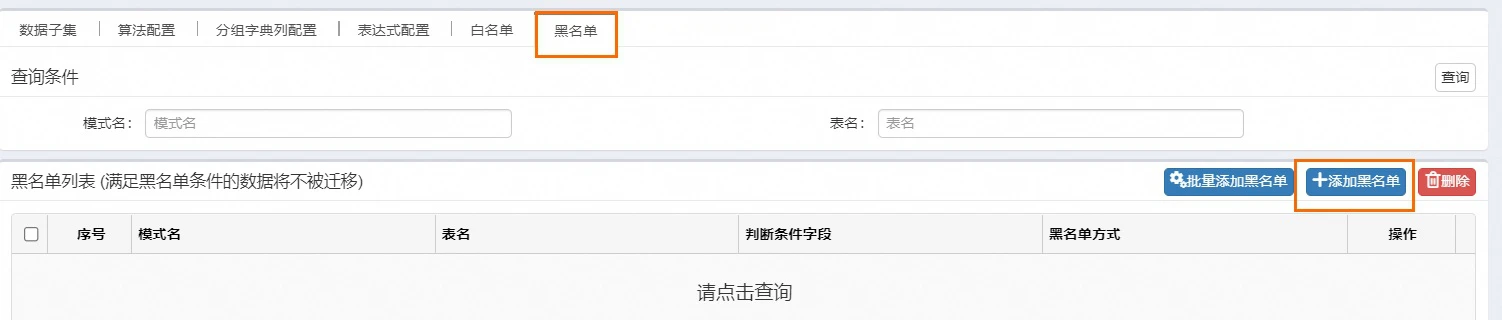 数据子集 算法配置 分组字典列配置 表达式配置 白名单 黑名单
查询条件 查询
模式名： 模式名 表名： 表名
黑名单列表 (满足黑名单条件的数据将不被迁移) 批量添加黑名单 添加黑名单 删除
序号 模式名 表名 判断条件字段 黑名单方式 操作
请点击查询